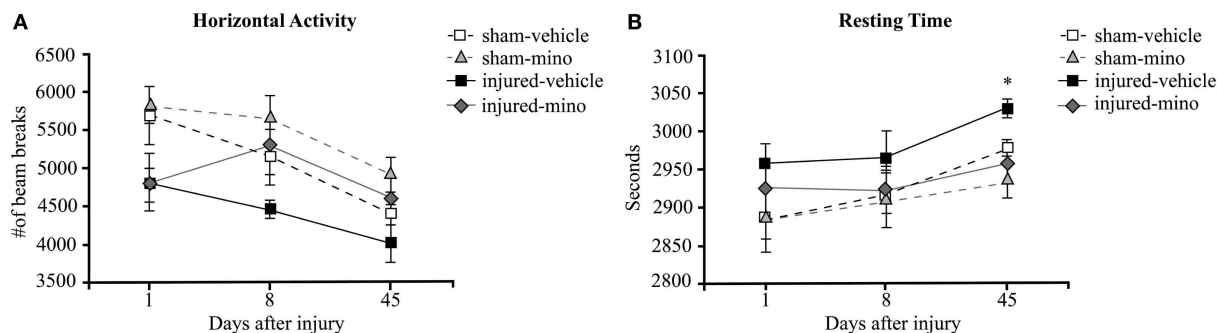 A
Horizontal Activity
#of beam breaks
6500
6000
5500
5000
4500
4000
3500
1
8
45
Days after injury
sham-vehicle
sham-mino
injured-vehicle
injured-mino
B
Resting Time
Seconds
3100
3050
3000
2950
2900
2850
2800
*
1
8
45
Days after injury
sham-vehicle
sham-mino
injured-vehicle
injured-mino